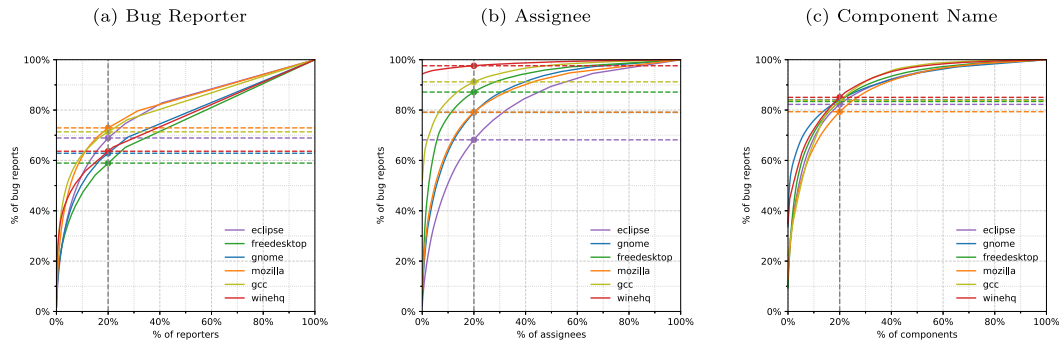 (a) Bug Reporter
100%
80%
60%
40%
20%
0%
% of bug reports
eclipse
freedesktop
gnome
mozilla
gcc
winehq
0% 20% 40% 60% 80% 100%
% of reporters
(b) Assignee
100%
80%
60%
40%
20%
0%
% of bug reports
eclipse
gnome
freedesktop
mozilla
gcc
winehq
0% 20% 40% 60% 80% 100%
% of assignees
(c) Component Name
100%
80%
60%
40%
20%
0%
% of bug reports
eclipse
gnome
freedesktop
mozilla
gcc
winehq
0% 20% 40% 60% 80% 100%
% of components